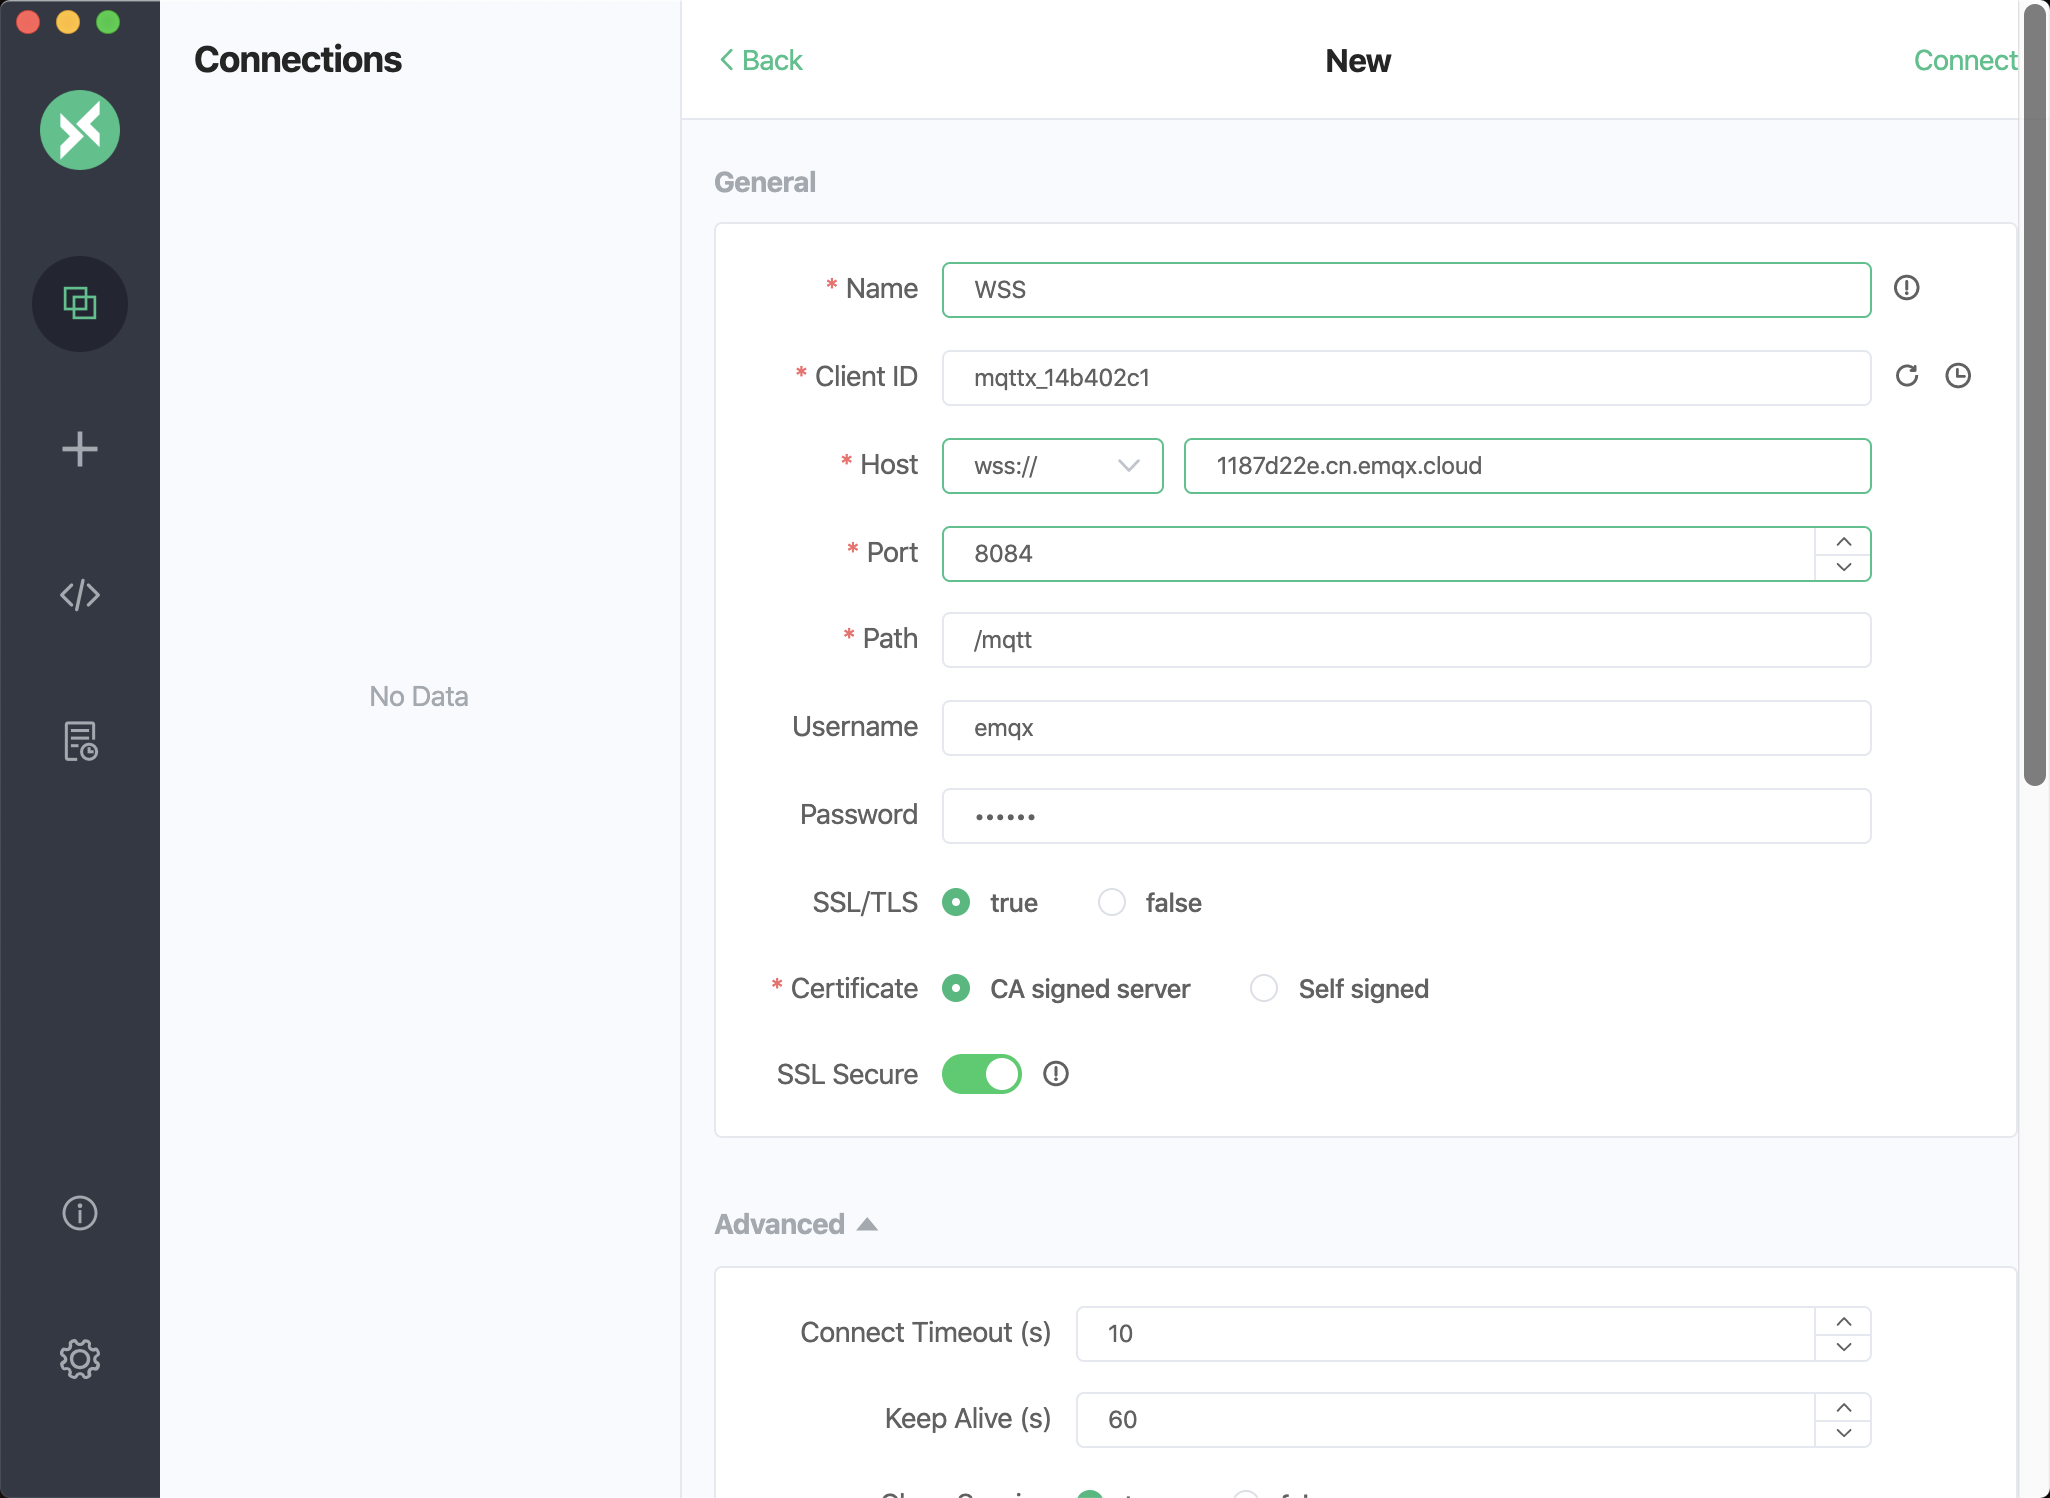 Connections
Back
New
Connect
General
* Name
WSS
* Client ID
mqttx_14b402c1
* Host
wss://
1187d22e.cn.emqx.cloud
* Port
8084
* Path
/mqtt
Username
emqx
Password
••••••
SSL/TLS
true
false
* Certificate
CA signed server
Self signed
SSL Secure
No Data
Advanced
Connect Timeout (s)
10
Keep Alive (s)
60